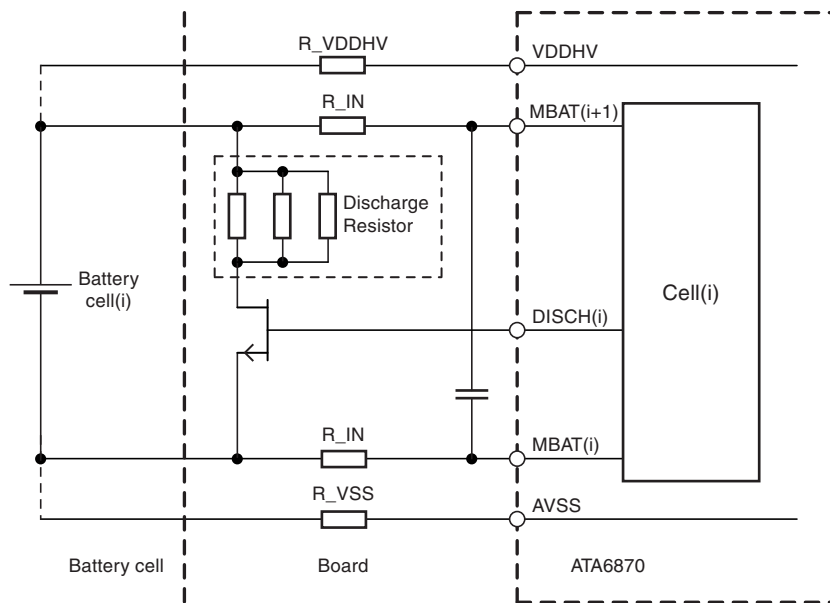 R_VDDHV
VDDHV
R_IN
MBAT(i+1)
Discharge
Resistor
Battery
cell(i)
Cell(i)
DISCH(i)
R_IN
MBAT(i)
R_VSS
AVSS
Battery cell
Board
ATA6870